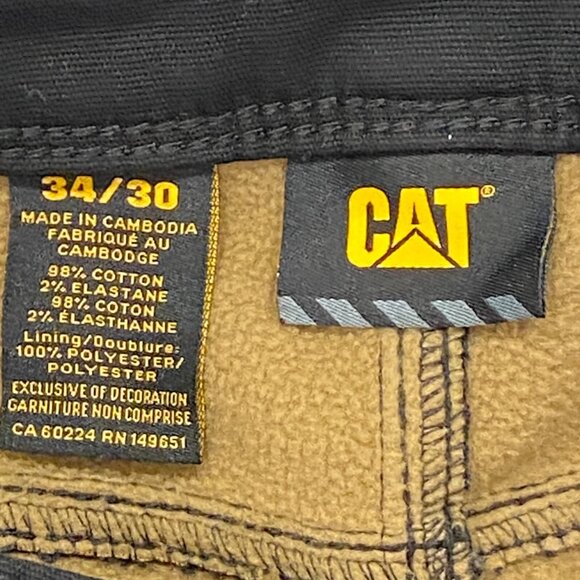 34/30
MADE IN CAMBODIA
FABRIQUÉ AU
CAMBODGE
98% COTTON
2% ELASTANE
98% COTON
2% ÉLASTHANNE
Lining/Doublure:
100% POLYESTER/
POLYESTER
EXCLUSIVE OF DECORATION
GARNITURE NON COMPRISE
CA 60224 RN 149651
CAT®